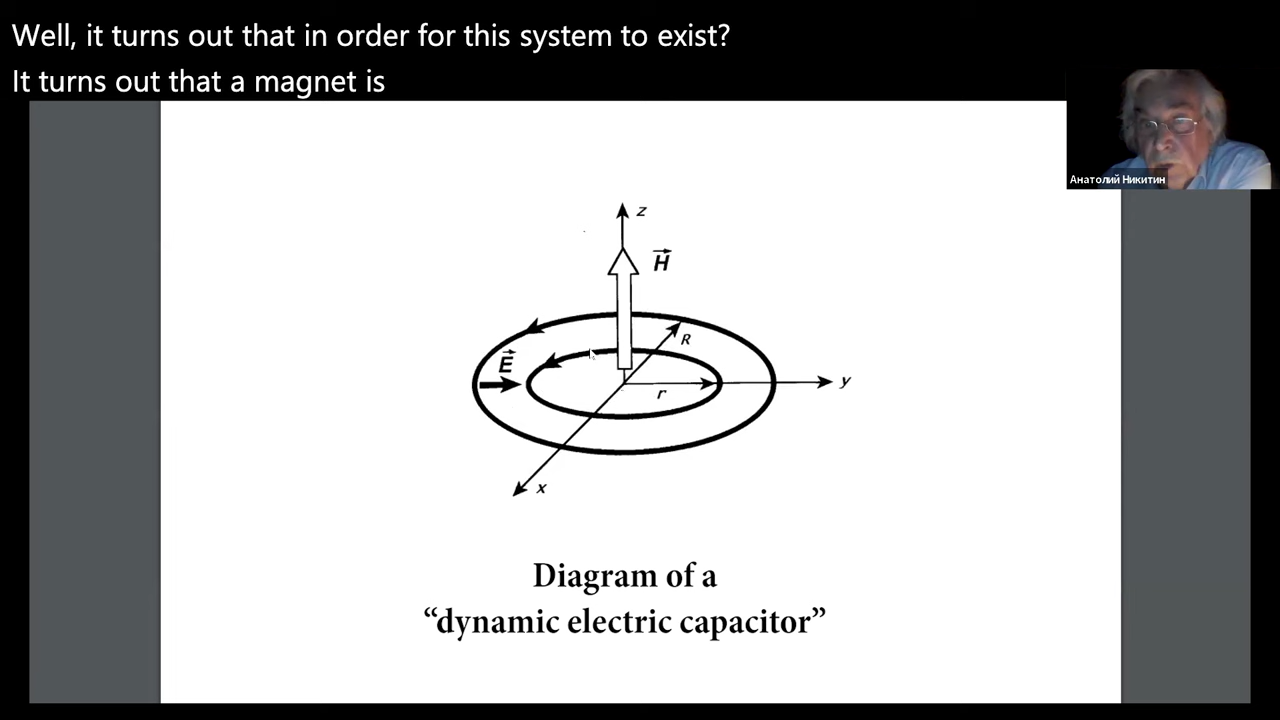 Well, it turns out that in order for this system to exist?
It turns out that a magnet is
Анатолий Никитин
z
H
R
E
y
r
x
Diagram of a
“dynamic electric capacitor”